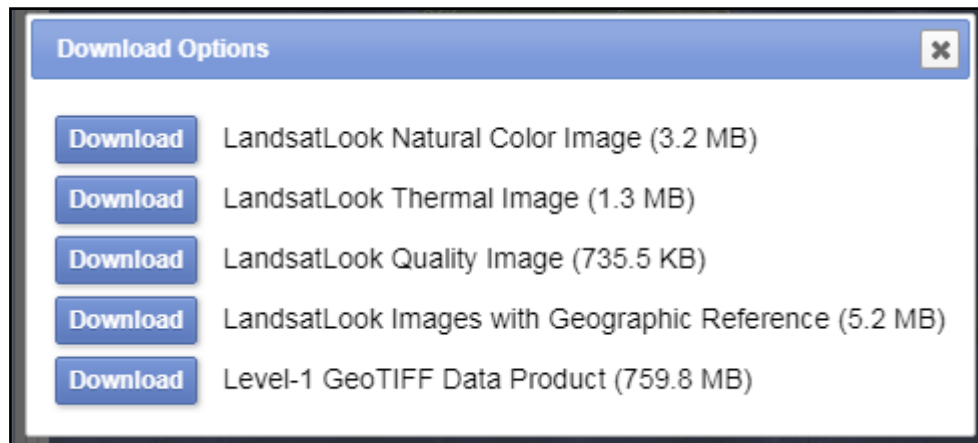 Download Options
Download LandsatLook Natural Color Image (3.2 MB)
Download LandsatLook Thermal Image (1.3 MB)
Download LandsatLook Quality Image (735.5 KB)
Download LandsatLook Images with Geographic Reference (5.2 MB)
Download Level-1 GeoTIFF Data Product (759.8 MB)